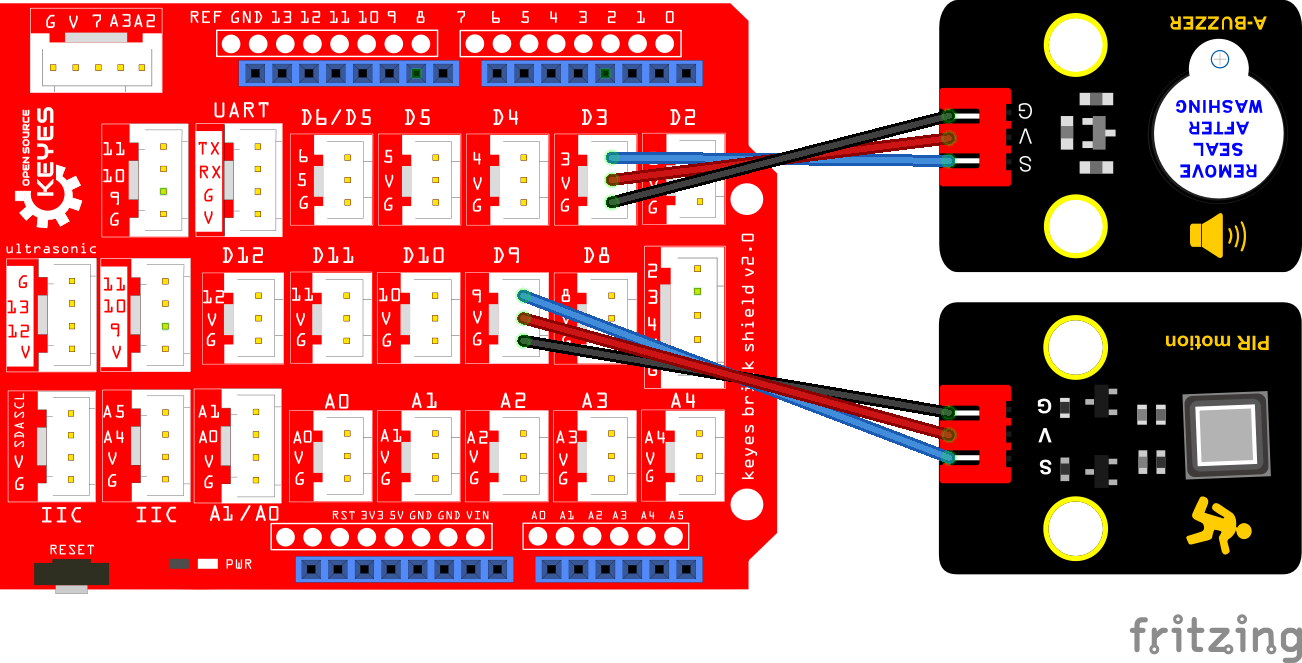 G V 7 A3 A2
REF GND 13 12 11 10 9 8 7 6 5 4 3 2 1 0
OPEN SOURCE
KEYES
UART
D6/D5
D5
D4
D3
D2
11
10
9
G
TX
RX
G
V
6
5
G
5
V
G
4
V
G
3
V
G
G
ultrasonic
D12
D11
D10
D9
D8
G
13
12
V
11
10
9
V
12
V
G
11
V
G
10
V
G
9
V
G
8
2
3
4
G
keyes brick shield v2.0
A0
A1
A2
A3
A4
SCL
SDA
V
G
A5
A4
V
G
A1
A0
V
G
A0
V
G
A1
V
G
A2
V
G
A3
V
G
A4
V
G
IIC
IIC
A1/A0
RST 3V3 5V GND GND VIN
A0 A1 A2 A3 A4 A5
RESET
PWR
A-BUZZER
G
V
S
REMOVE
SEAL
AFTER
WASHING
PIR motion
G
V
S
fritzing